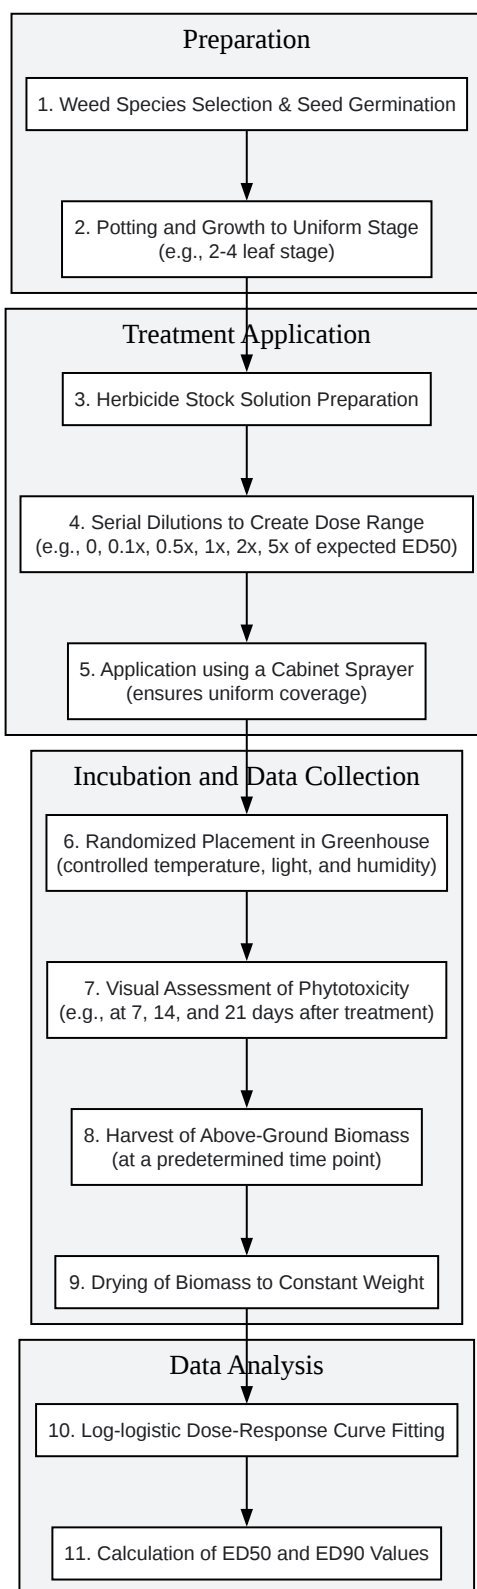 Preparation
1. Weed Species Selection & Seed Germination
2. Potting and Growth to Uniform Stage
(e.g., 2-4 leaf stage)
Treatment Application
3. Herbicide Stock Solution Preparation
4. Serial Dilutions to Create Dose Range
(e.g., 0, 0.1x, 0.5x, 1x, 2x, 5x of expected ED50)
5. Application using a Cabinet Sprayer
(ensures uniform coverage)
Incubation and Data Collection
6. Randomized Placement in Greenhouse
(controlled temperature, light, and humidity)
7. Visual Assessment of Phytotoxicity
(e.g., at 7, 14, and 21 days after treatment)
8. Harvest of Above-Ground Biomass
(at a predetermined time point)
9. Drying of Biomass to Constant Weight
Data Analysis
10. Log-logistic Dose-Response Curve Fitting
11. Calculation of ED50 and ED90 Values